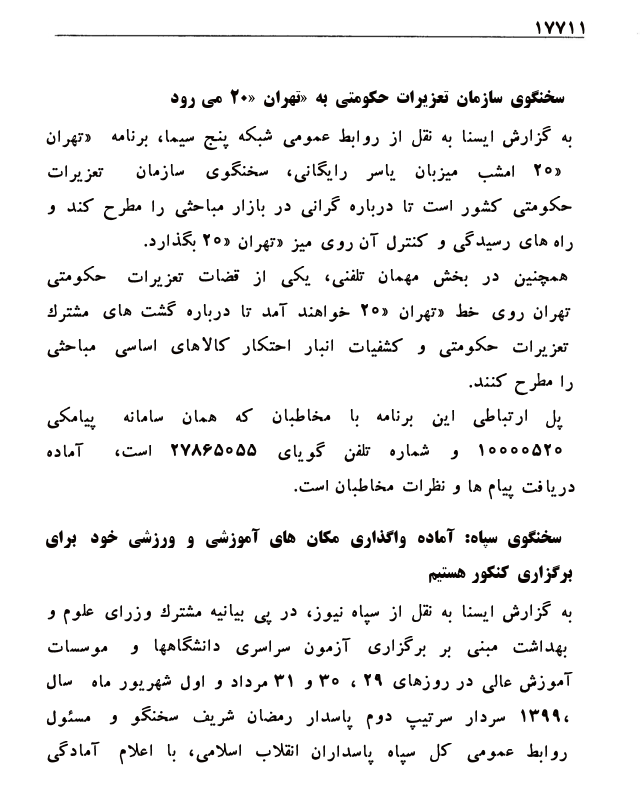 ۱۷۷۱۱
سخنگوی سازمان تعزیرات حکومتی به «تهران «۲۰ می رود
به گزارش ایسنا به نقل از روابط عمومی شبکه پنج سیما، برنامه «تهران
«۲۰ امشب میزبان یاسر رایگانی، سخنگوی سازمان تعزیرات
حکومتی کشور است تا درباره گرانی در بازار مباحثی را مطرح کند و
راه های رسیدگی و کنترل آن روی میز «تهران «۲۰ بگذارد.
همچنین در بخش مهمان تلفنی، یکی از قضات تعزیرات حکومتی
تهران روی خط «تهران «۲۰ خواهند آمد تا درباره گشت های مشترك
تعزیرات حکومتی و کشفیات انبار احتکار کالاهای اساسی مباحثی
را مطرح کنند.
پل ارتباطی این برنامه با مخاطبان که همان سامانه پیامکی
۱۰۰۰۰۵۲۰ و شماره تلفن گویای ۲۷۸۶۵۰۵۵ است، آماده
دریافت پیام ها و نظرات مخاطبان است.
سخنگوی سپاه: آماده واگذاری مکان های آموزشی و ورزشی خود برای
برگزاری کنکور هستیم
به گزارش ایسنا به نقل از سپاه نیوز، در پی بیانیه مشترك وزرای علوم و
بهداشت مبنی بر برگزاری آزمون سراسری دانشگاهها و موسسات
آموزش عالی در روزهای ۲۹ ، ۳۰ و ۳۱ مرداد و اول شهریور ماه سال
،۱۳۹۹ سردار سرتیپ دوم پاسدار رمضان شریف سخنگو و مسئول
روابط عمومی کل سپاه پاسداران انقلاب اسلامی، با اعلام آمادگی